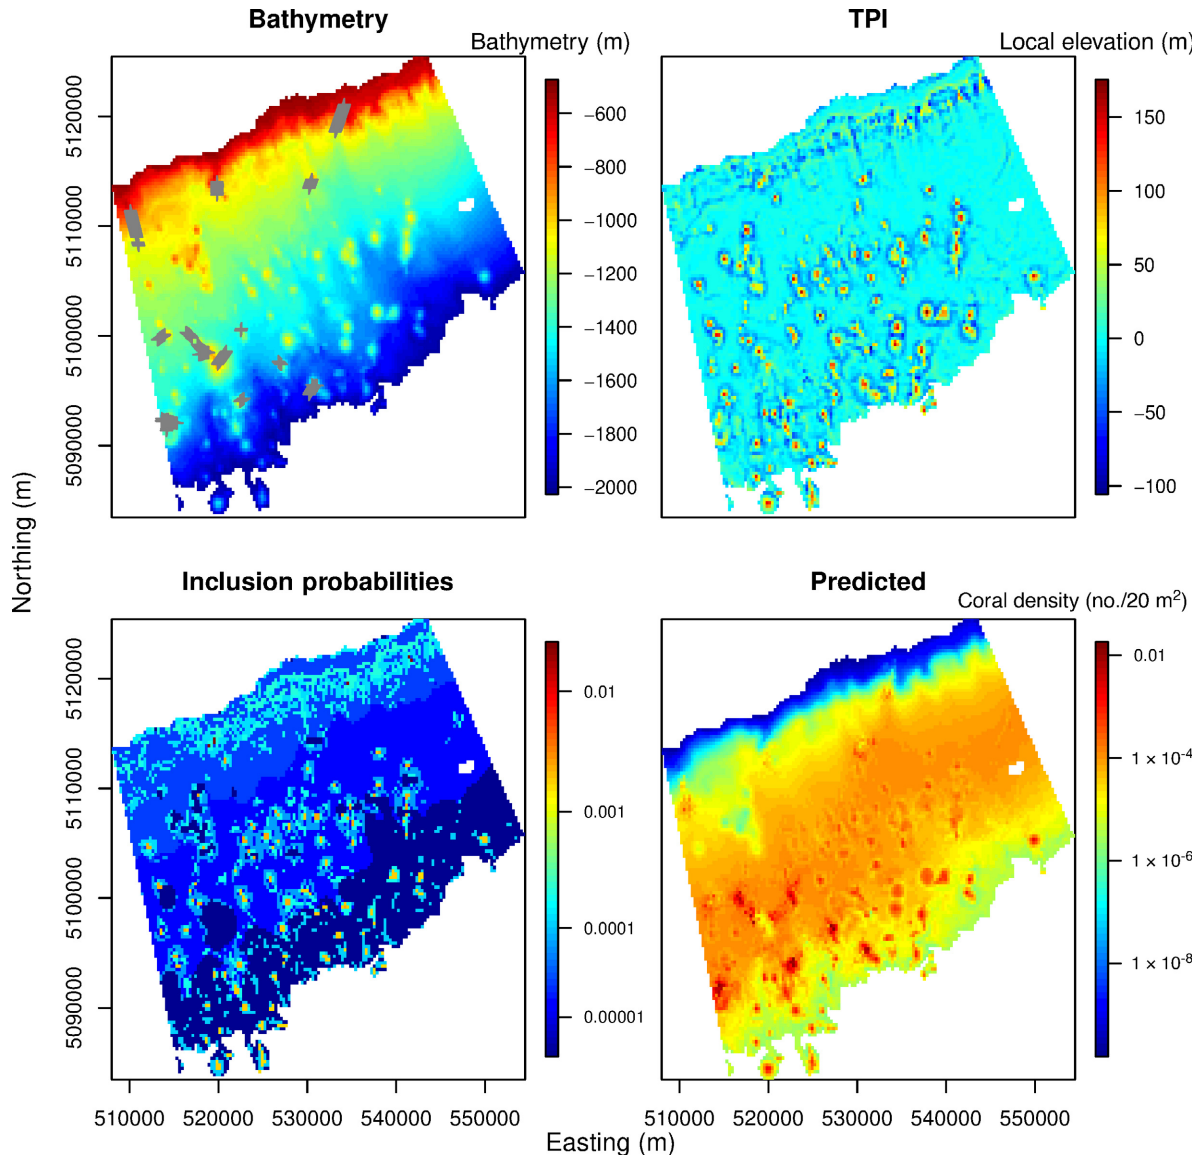 Bathymetry
Bathymetry (m)
−600
−800
−1000
−1200
−1400
−1600
−1800
−2000
5120000
5110000
5100000
5090000
TPI
Local elevation (m)
150
100
50
0
−50
−100
Northing (m)
Inclusion probabilities
0.01
0.001
0.0001
0.00001
5120000
5110000
5100000
5090000
510000 520000 530000 540000 550000
Predicted
Coral density (no./20 m²)
0.01
1 × 10⁻⁴
1 × 10⁻⁶
1 × 10⁻⁸
510000 520000 530000 540000 550000
Easting (m)